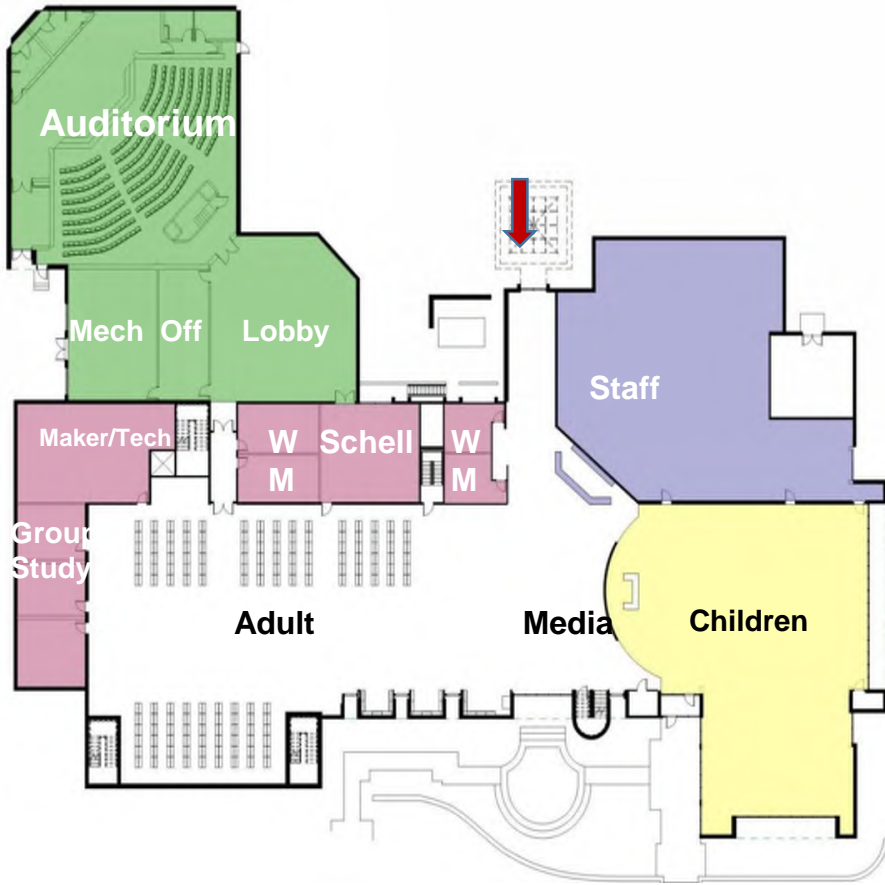 Auditorium
Mech
Off
Lobby
Staff
Maker/Tech
W
M
Schell
W
M
Group
Study
Adult
Media
Children